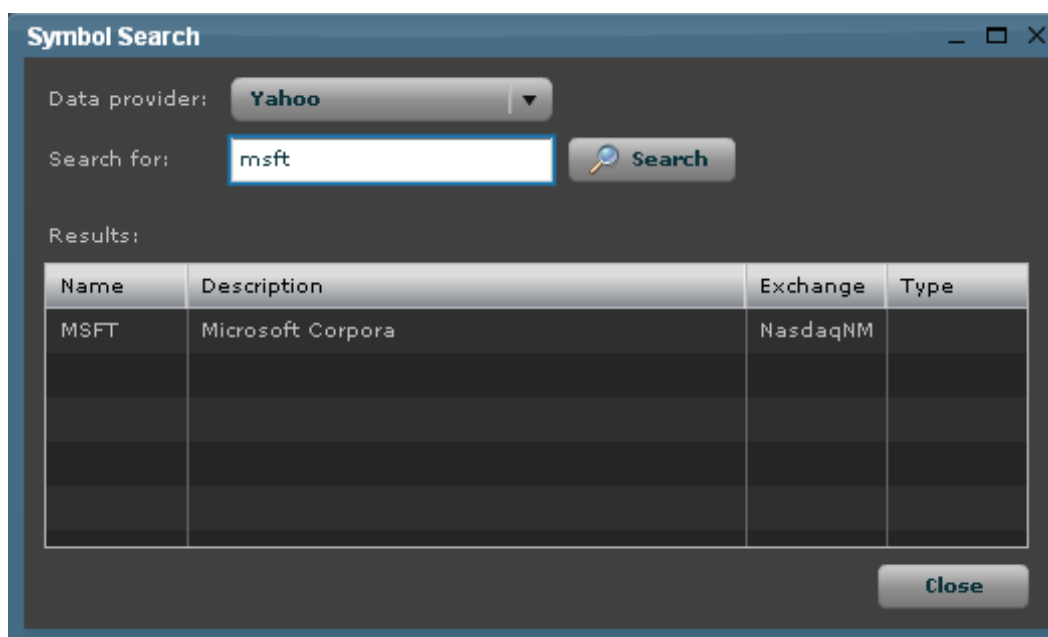 Symbol Search
Data provider: Yahoo
Search for: msft Search
Results:
Name Description Exchange Type
MSFT Microsoft Corpora NasdaqNM
Close